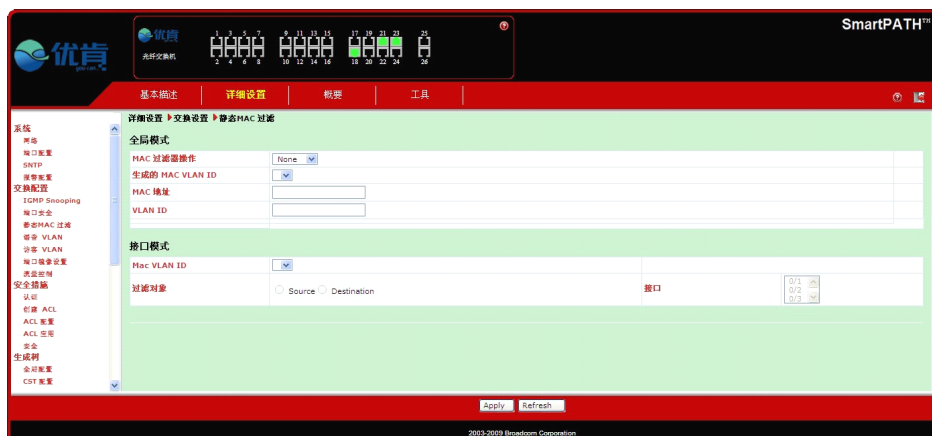 优肯
you can
优肯
光纤交换机
1 3 5 7 9 11 13 15 17 19 21 23 25
2 4 6 8 10 12 14 16 18 20 22 24 26
SmartPATH™
基本描述 详细设置 概要 工具
系统
网络
端口配置
SNTP
报警配置
交换配置
IGMP Snooping
端口安全
静态MAC 过滤
语音 VLAN
访客 VLAN
端口镜像设置
流量控制
安全措施
认证
创建 ACL
ACL 配置
ACL 应用
安全
生成树
全局配置
CST 配置
详细设置 交换设置 静态MAC 过滤
全局模式
MAC 过滤器操作 None
生成的 MAC VLAN ID
MAC 地址
VLAN ID
接口模式
Mac VLAN ID
过滤对象 Source Destination 接口 0/1
0/2
0/3
Apply Refresh
2003-2009 Broadcom Corporation